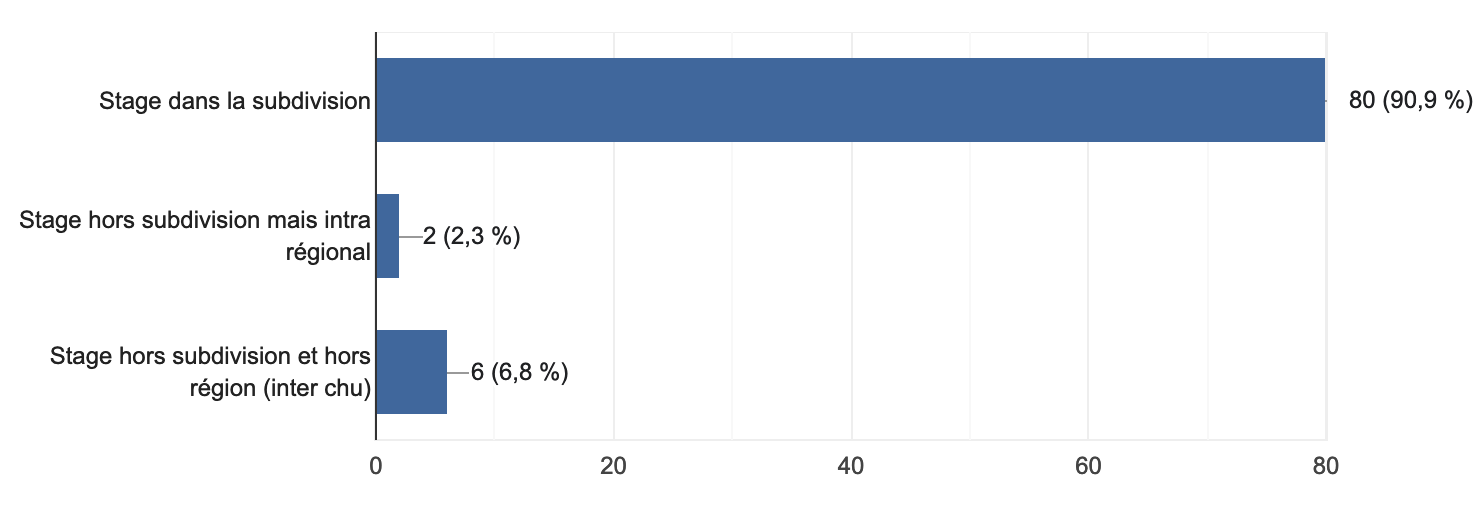 Stage dans la subdivision
80 (90,9 %)
Stage hors subdivision mais intra
régional
2 (2,3 %)
Stage hors subdivision et hors
région (inter chu)
6 (6,8 %)
0
20
40
60
80